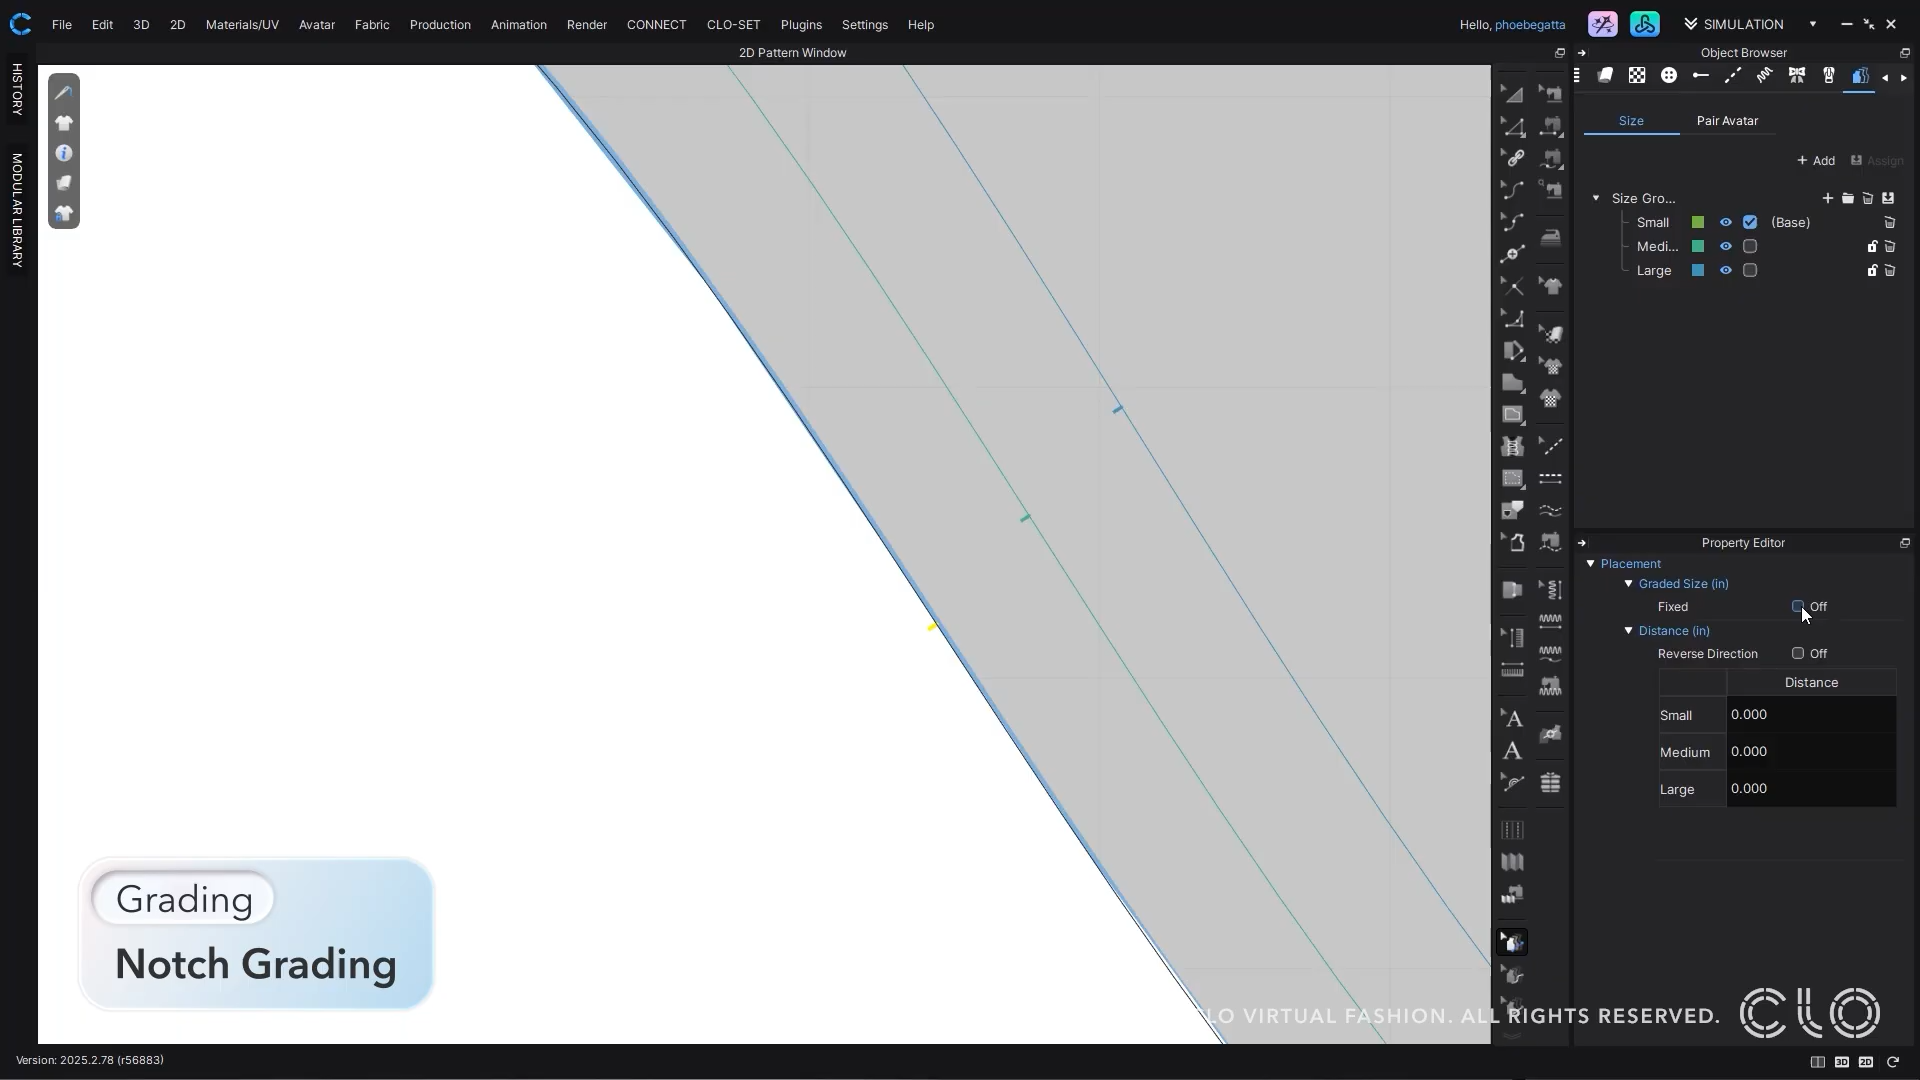 File Edit 3D 2D Materials/UV Avatar Fabric Production Animation Render CONNECT CLO-SET Plugins Settings Help
Hello, phoebegatta
SIMULATION
2D Pattern Window
Object Browser
HISTORY
MODULAR LIBRARY
Size Pair Avatar
+ Add Assign
Size Gro...
Small (Base)
Medi...
Large
Property Editor
Placement
Graded Size (in)
Fixed Off
Distance (in)
Reverse Direction Off
Distance
Small 0.000
Medium 0.000
Large 0.000
A
A
Grading
Notch Grading
LO VIRTUAL FASHION. ALL RIGHTS RESERVED.
CLO
Version: 2025.2.78 (r56883)
3D 2D